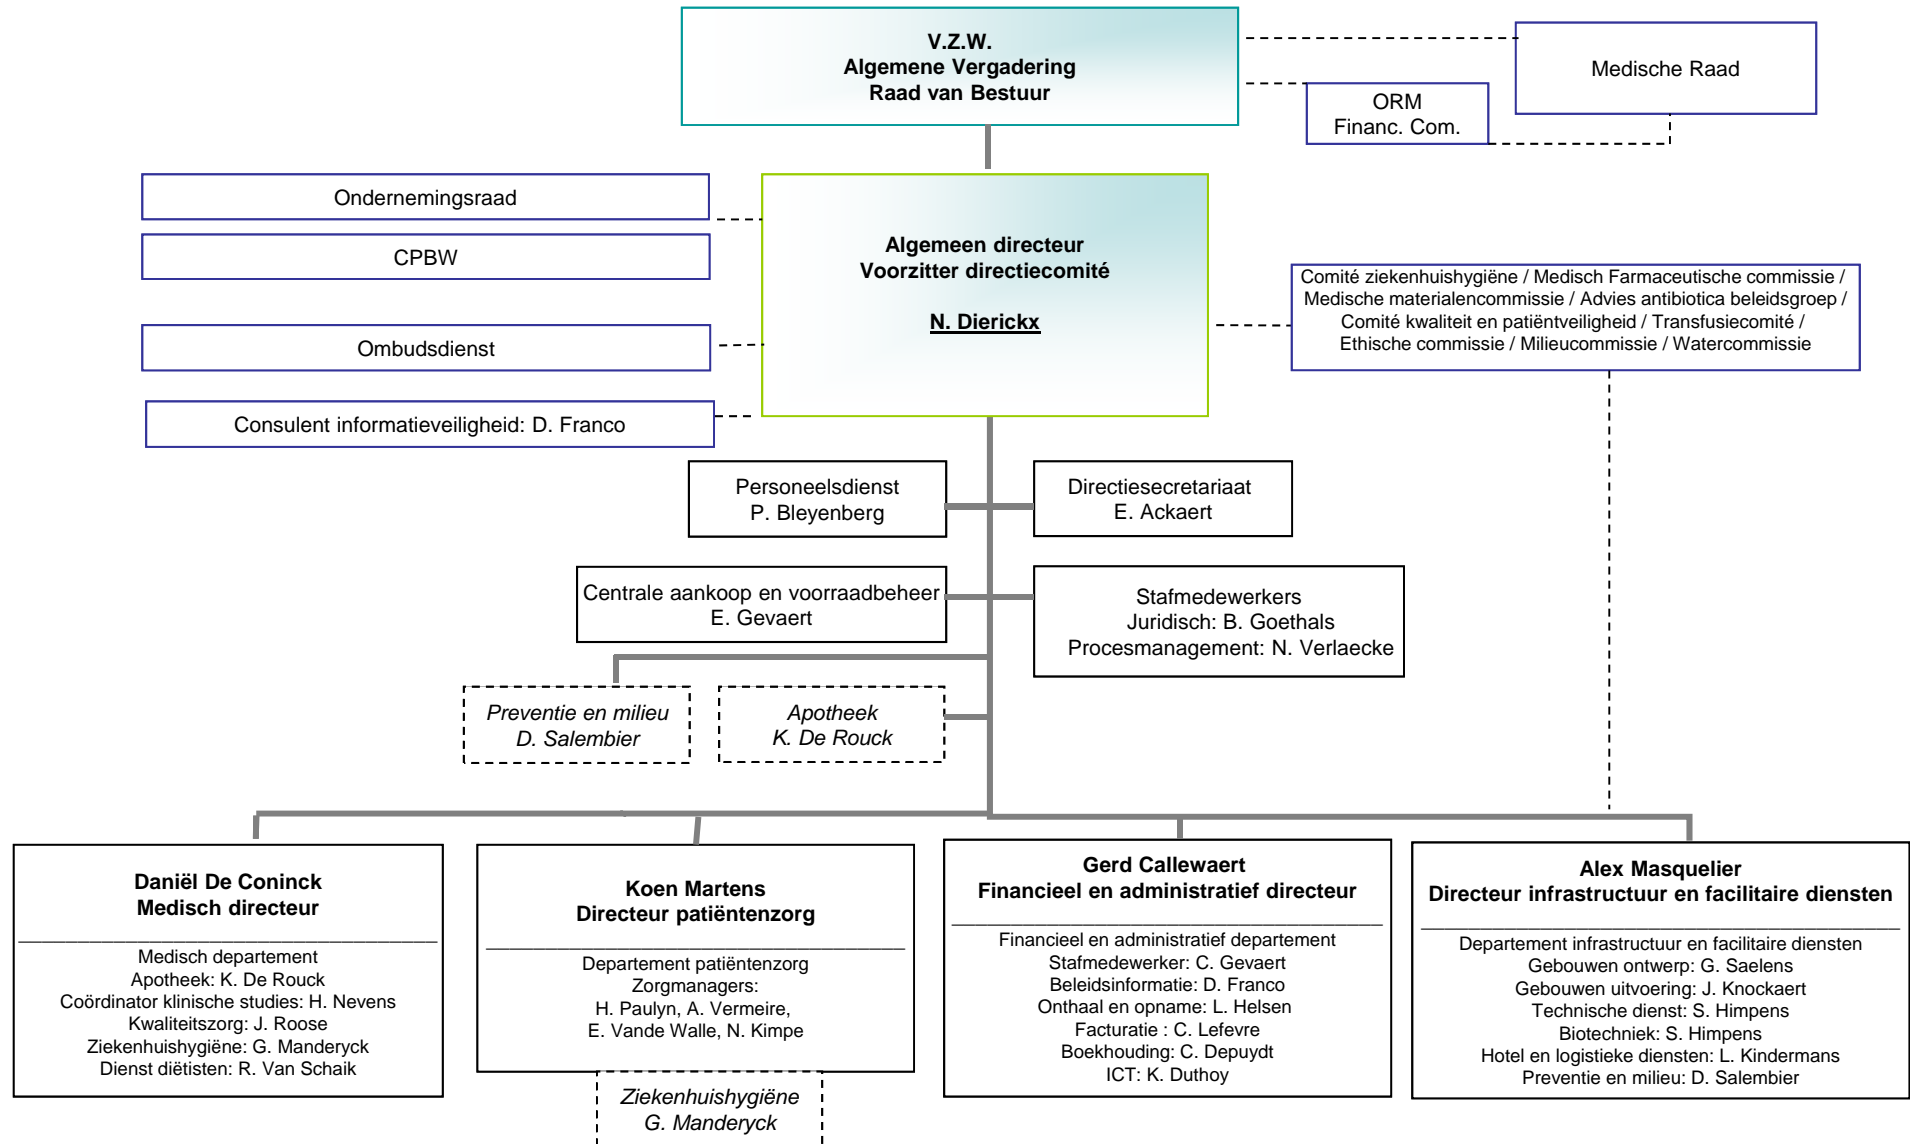 V.Z.W.
Algemene Vergadering
Raad van Bestuur
Medische Raad
ORM
Financ. Com.
Ondernemingsraad
CPBW
Ombudsdienst
Consulent informatieveiligheid: D. Franco
Algemeen directeur
Voorzitter directiecomité
N. Dierickx
Comité ziekenhuishygiëne / Medisch Farmaceutische commissie /
Medische materialencommissie / Advies antibiotica beleidsgroep /
Comité kwaliteit en patiëntveiligheid / Transfusiecomité /
Ethische commissie / Milieucommissie / Watercommissie
Personeelsdienst
P. Bleyenberg
Directiesecretariaat
E. Ackaert
Centrale aankoop en voorraadbeheer
E. Gevaert
Stafmedewerkers
Juridisch: B. Goethals
Procesmanagement: N. Verlaecke
Preventie en milieu
D. Salembier
Apotheek
K. De Rouck
Daniël De Coninck
Medisch directeur
Medisch departement
Apotheek: K. De Rouck
Coördinator klinische studies: H. Nevens
Kwaliteitszorg: J. Roose
Ziekenhuishygiëne: G. Manderyck
Dienst diëtisten: R. Van Schaik
Koen Martens
Directeur patiëntenzorg
Departement patiëntenzorg
Zorgmanagers:
H. Paulyn, A. Vermeire,
E. Vande Walle, N. Kimpe
Ziekenhuishygiëne
G. Manderyck
Gerd Callewaert
Financieel en administratief directeur
Financieel en administratief departement
Stafmedewerker: C. Gevaert
Beleidsinformatie: D. Franco
Onthaal en opname: L. Helsen
Facturatie : C. Lefevre
Boekhouding: C. Depuydt
ICT: K. Duthoy
Alex Masquelier
Directeur infrastructuur en facilitaire diensten
Departement infrastructuur en facilitaire diensten
Gebouwen ontwerp: G. Saelens
Gebouwen uitvoering: J. Knockaert
Technische dienst: S. Himpens
Biotechniek: S. Himpens
Hotel en logistieke diensten: L. Kindermans
Preventie en milieu: D. Salembier